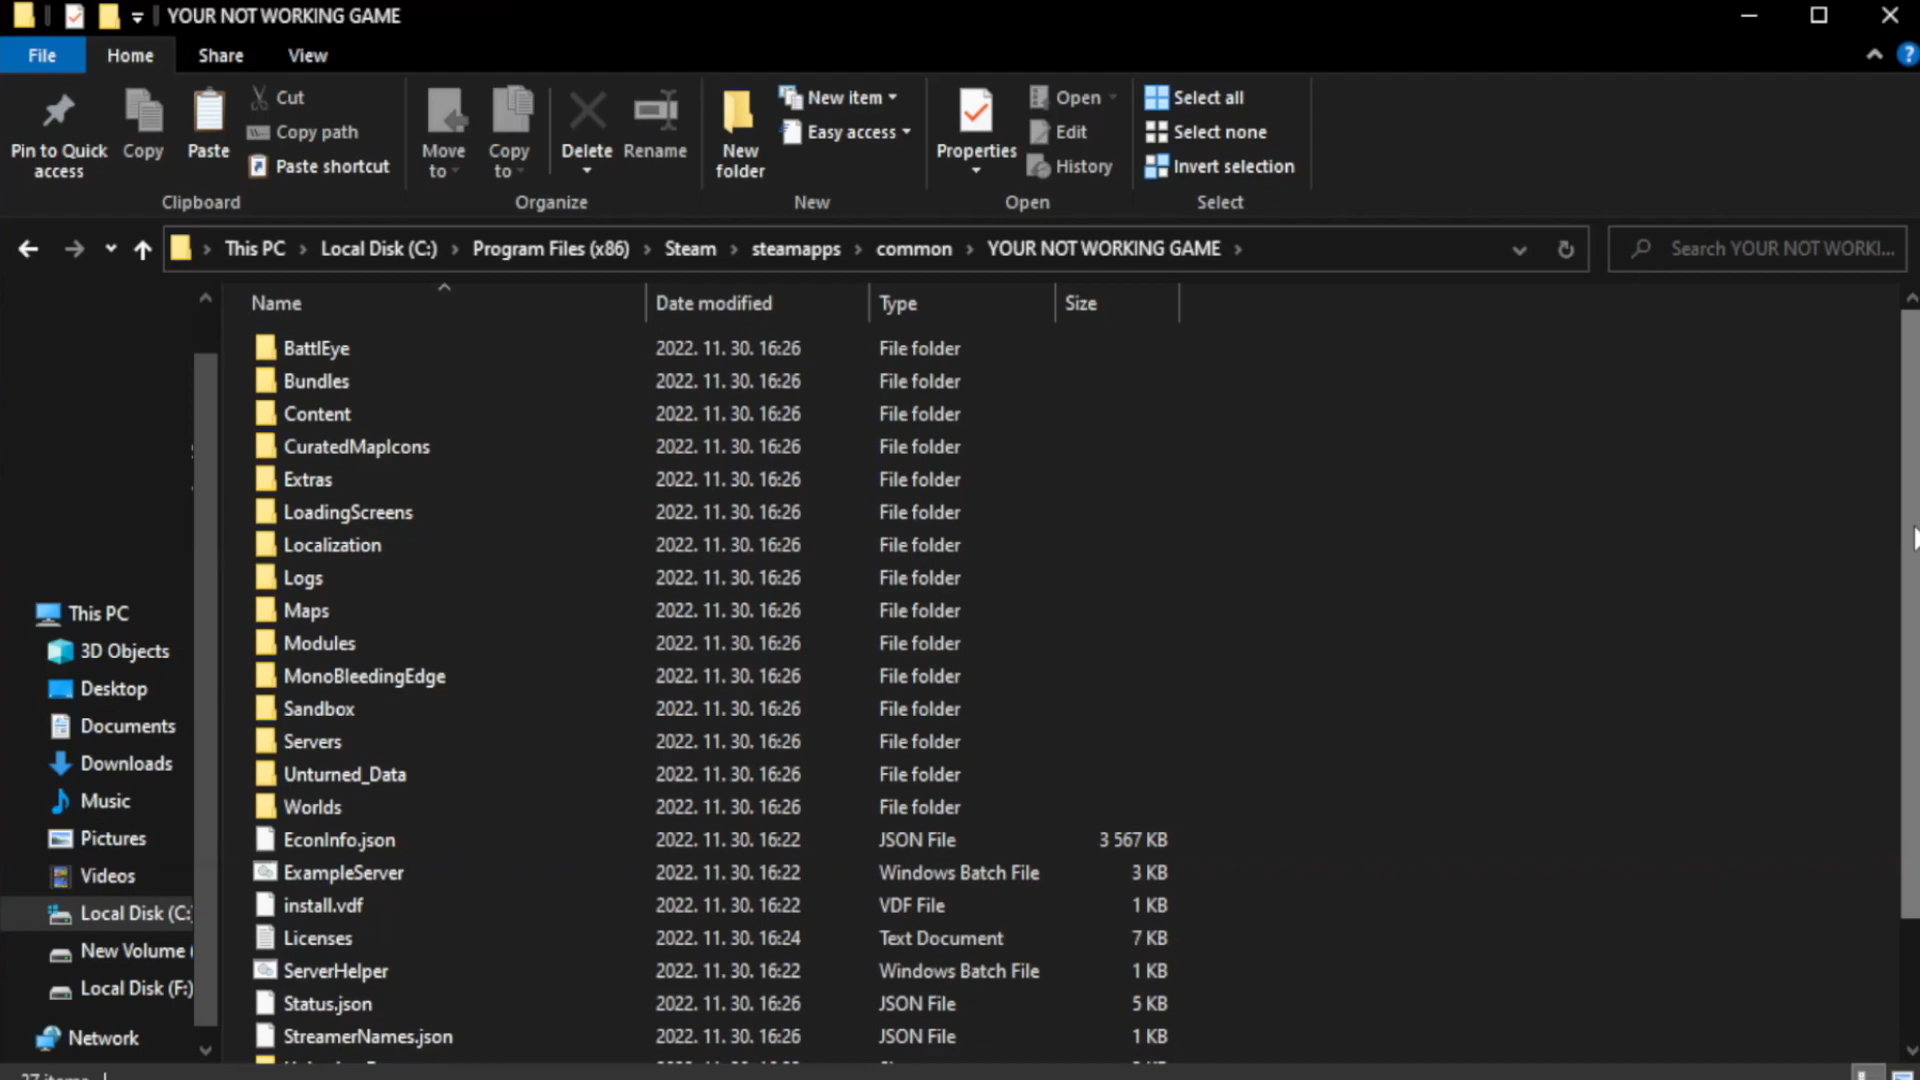 YOUR NOT WORKING GAME
File Home Share View
Pin to Quick access
Copy
Paste
Cut
Copy path
Paste shortcut
Clipboard
Move to
Copy to
Delete
Rename
Organize
New folder
New item
Easy access
New
Properties
Open
Edit
History
Open
Select all
Select none
Invert selection
Select
This PC > Local Disk (C:) > Program Files (x86) > Steam > steamapps > common > YOUR NOT WORKING GAME >
Search YOUR NOT WORKI...
This PC
3D Objects
Desktop
Documents
Downloads
Music
Pictures
Videos
Local Disk (C:
New Volume (
Local Disk (F:)
Network
Name Date modified Type Size
BattlEye 2022. 11. 30. 16:26 File folder
Bundles 2022. 11. 30. 16:26 File folder
Content 2022. 11. 30. 16:26 File folder
CuratedMapIcons 2022. 11. 30. 16:26 File folder
Extras 2022. 11. 30. 16:26 File folder
LoadingScreens 2022. 11. 30. 16:26 File folder
Localization 2022. 11. 30. 16:26 File folder
Logs 2022. 11. 30. 16:26 File folder
Maps 2022. 11. 30. 16:26 File folder
Modules 2022. 11. 30. 16:26 File folder
MonoBleedingEdge 2022. 11. 30. 16:26 File folder
Sandbox 2022. 11. 30. 16:26 File folder
Servers 2022. 11. 30. 16:26 File folder
Unturned_Data 2022. 11. 30. 16:26 File folder
Worlds 2022. 11. 30. 16:26 File folder
EconInfo.json 2022. 11. 30. 16:22 JSON File 3 567 KB
ExampleServer 2022. 11. 30. 16:22 Windows Batch File 3 KB
install.vdf 2022. 11. 30. 16:22 VDF File 1 KB
Licenses 2022. 11. 30. 16:24 Text Document 7 KB
ServerHelper 2022. 11. 30. 16:22 Windows Batch File 1 KB
Status.json 2022. 11. 30. 16:26 JSON File 5 KB
StreamerNames.json 2022. 11. 30. 16:26 JSON File 1 KB